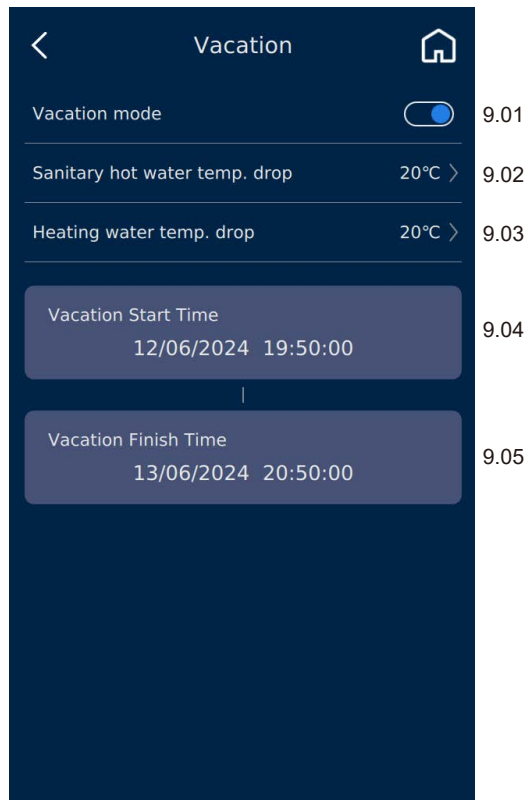 Vacation
Vacation mode 9.01
Sanitary hot water temp. drop 20℃ 9.02
Heating water temp. drop 20℃ 9.03
Vacation Start Time
12/06/2024 19:50:00
9.04
Vacation Finish Time
13/06/2024 20:50:00
9.05